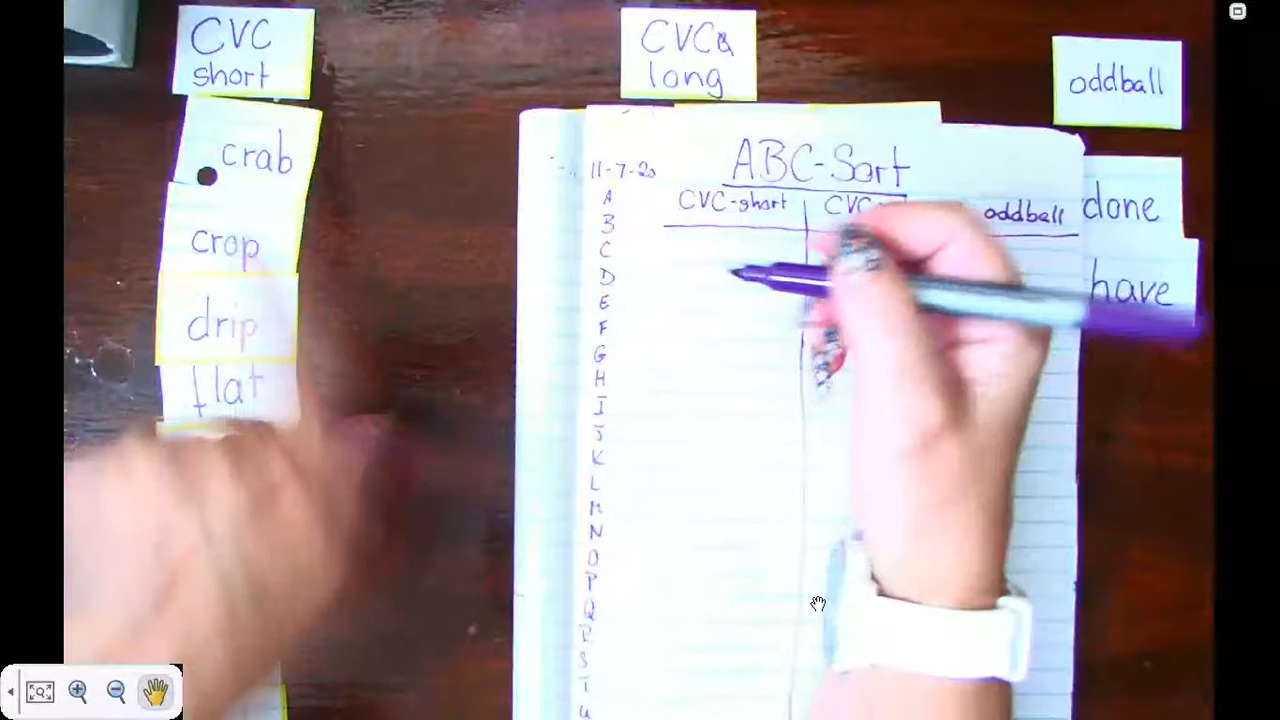 CVC
short
crab
crop
drip
flat
CVCe
long
oddball
done
have
11-7-20
ABC-Sort
CVC-short
CVC
oddball
A
B
C
D
E
F
G
H
I
J
K
L
M
N
O
P
Q
R
S
T
U